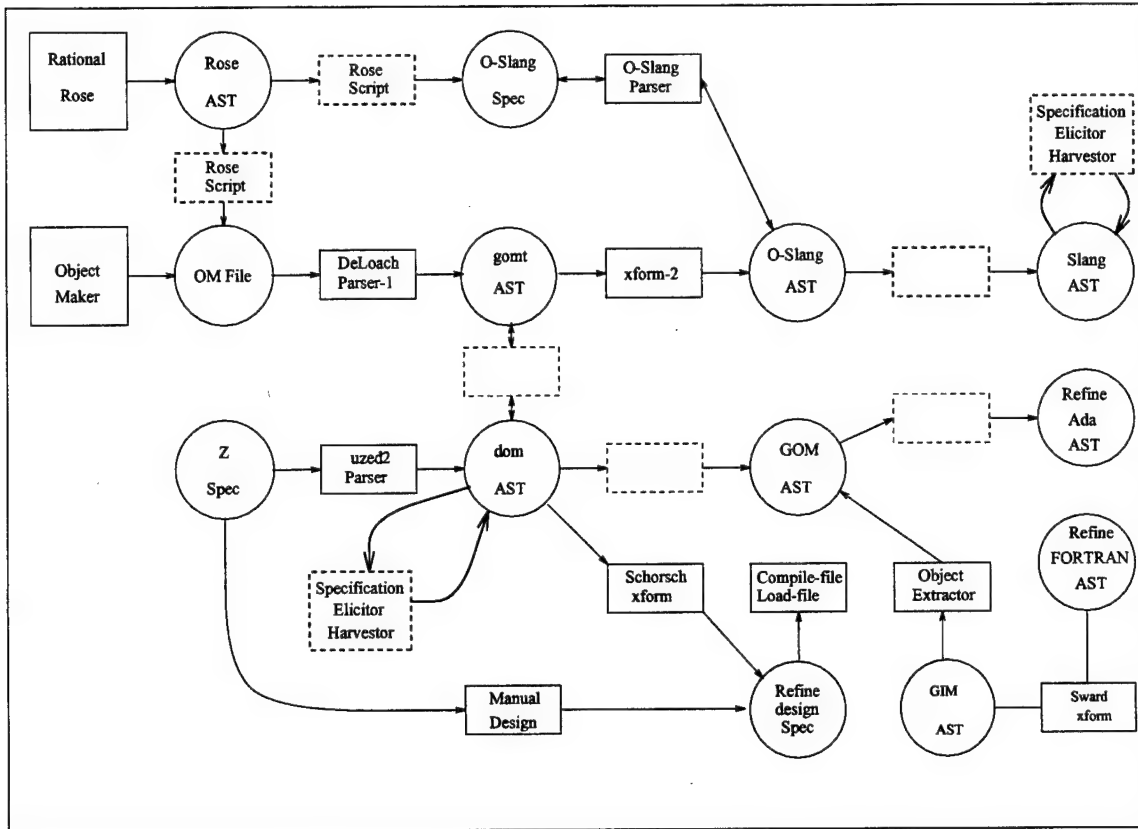 Rational
Rose
Rose
AST
Rose
Script
O-Slang
Spec
O-Slang
Parser
Specification
Elicitor
Harvestor
Rose
Script
Object
Maker
OM File
DeLoach
Parser-1
gomt
AST
xform-2
O-Slang
AST
Slang
AST
Z
Spec
uzed2
Parser
dom
AST
GOM
AST
Refine
Ada
AST
Specification
Elicitor
Harvestor
Schorsch
xform
Compile-file
Load-file
Object
Extractor
Refine
FORTRAN
AST
Manual
Design
Refine
design
Spec
GIM
AST
Sward
xform